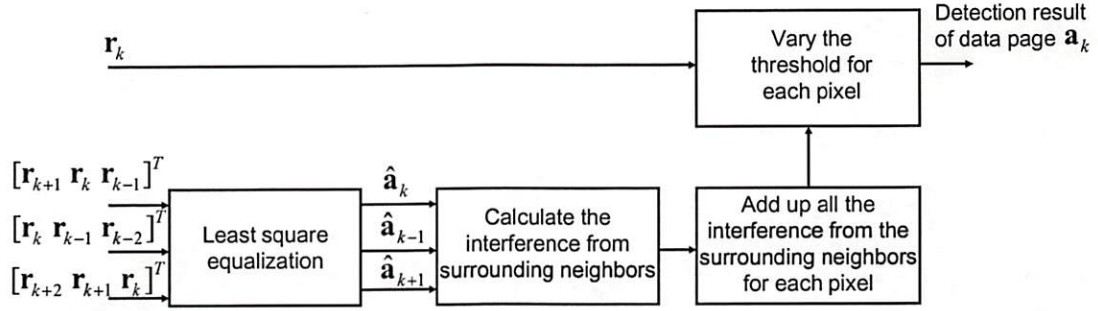 r_k
Vary the
threshold for
each pixel
Detection result
of data page a_k
[r_{k+1} r_k r_{k-1}]^T
[r_k r_{k-1} r_{k-2}]^T
[r_{k+2} r_{k+1} r_k]^T
Least square
equalization
â_k
â_{k-1}
â_{k+1}
Calculate the
interference from
surrounding neighbors
Add up all the
interference from the
surrounding neighbors
for each pixel